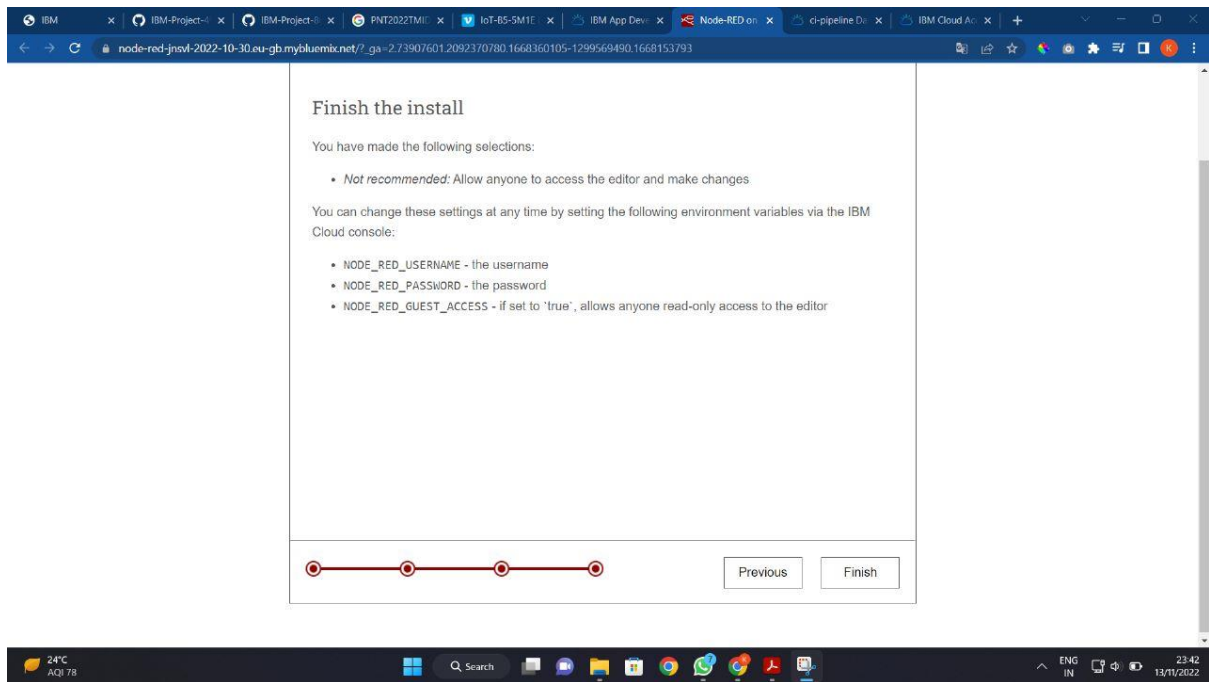 IBM
IBM-Project-4
IBM-Project-8
PNT2022TMID
IoT-B5-5M1E
IBM App Deve
Node-RED on
ci-pipeline Da
IBM Cloud Ac
node-red-jnsvl-2022-10-30.eu-gb.mybluemix.net/?_ga=2.73907601.2092370780.1668360105-1299569490.1668153793
K
Finish the install
You have made the following selections:
• Not recommended: Allow anyone to access the editor and make changes
You can change these settings at any time by setting the following environment variables via the IBM
Cloud console:
• NODE_RED_USERNAME - the username
• NODE_RED_PASSWORD - the password
• NODE_RED_GUEST_ACCESS - if set to `true`, allows anyone read-only access to the editor
Previous
Finish
24°C
AQI 78
Search
ENG
IN
23:42
13/11/2022